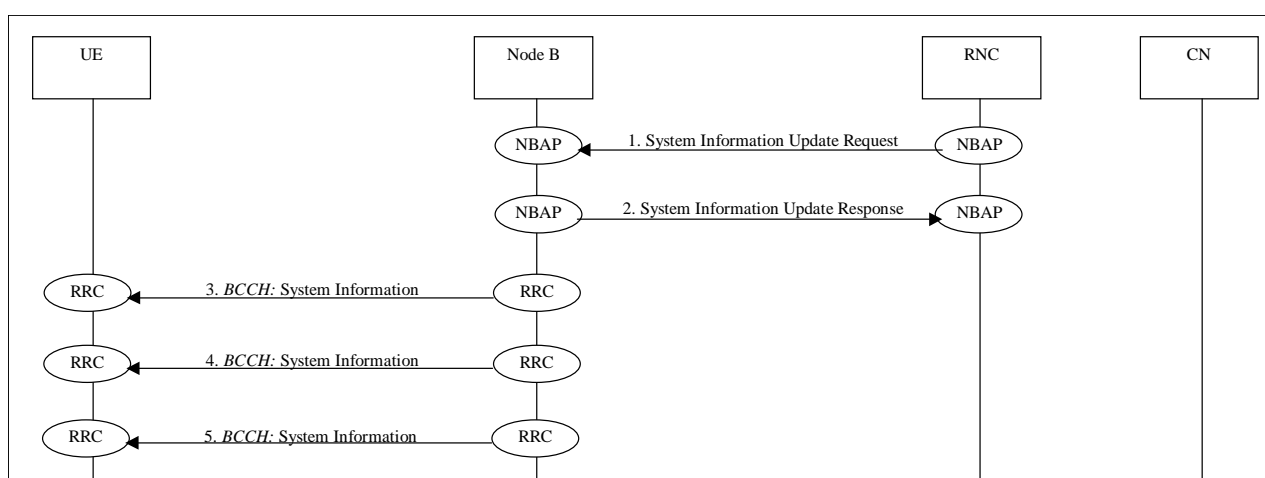 UE Node B RNC CN
NBAP 1. System Information Update Request NBAP
NBAP 2. System Information Update Response NBAP
RRC 3. BCCH: System Information RRC
RRC 4. BCCH: System Information RRC
RRC 5. BCCH: System Information RRC